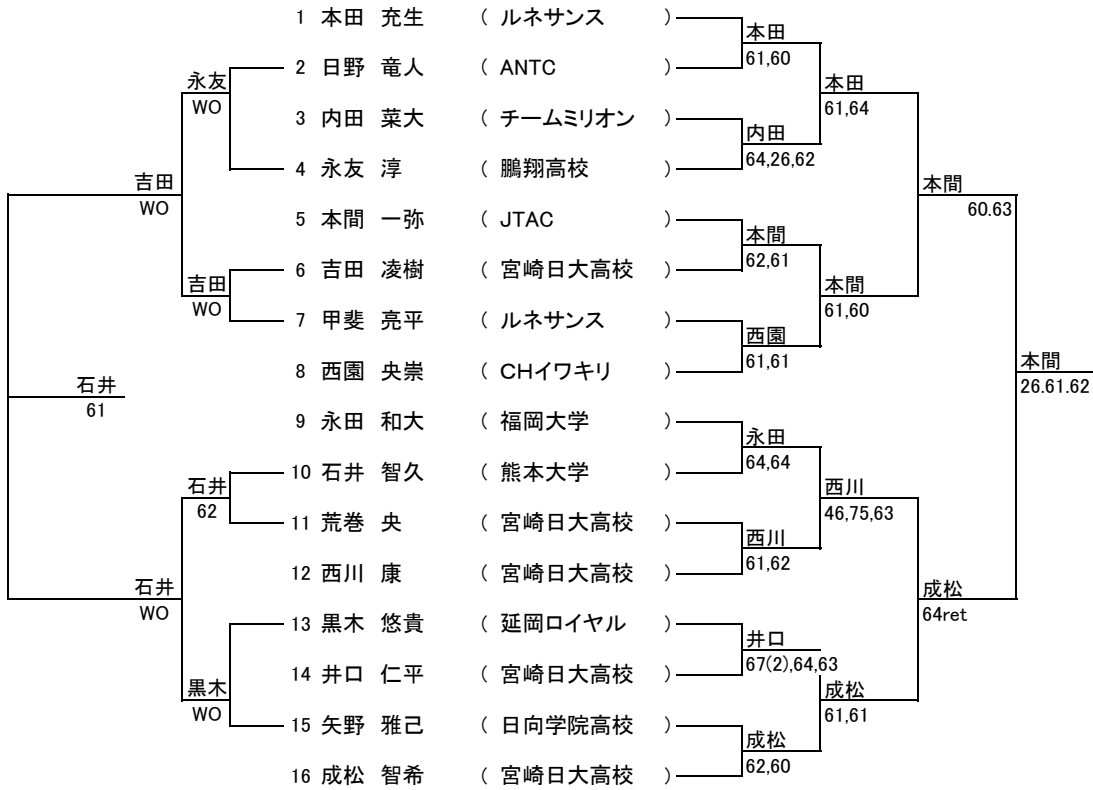 1 本田 充生 ( ルネサンス )
本田
61,60
2 日野 竜人 ( ANTC )
永友
WO
本田
61,64
3 内田 菜大 ( チームミリオン )
内田
64,26,62
4 永友 淳 ( 鵬翔高校 )
吉田
WO
本間
60.63
5 本間 一弥 ( JTAC )
本間
62,61
6 吉田 凌樹 ( 宮崎日大高校 )
吉田
WO
本間
61,60
7 甲斐 亮平 ( ルネサンス )
西園
61,61
8 西園 央崇 ( CHイワキリ )
石井
61
本間
26.61.62
9 永田 和大 ( 福岡大学 )
永田
64,64
10 石井 智久 ( 熊本大学 )
石井
62
西川
46,75,63
11 荒巻 央 ( 宮崎日大高校 )
西川
61,62
12 西川 康 ( 宮崎日大高校 )
石井
WO
成松
64ret
13 黒木 悠貴 ( 延岡ロイヤル )
井口
67(2),64,63
14 井口 仁平 ( 宮崎日大高校 )
黒木
WO
成松
61,61
15 矢野 雅己 ( 日向学院高校 )
成松
62,60
16 成松 智希 ( 宮崎日大高校 )